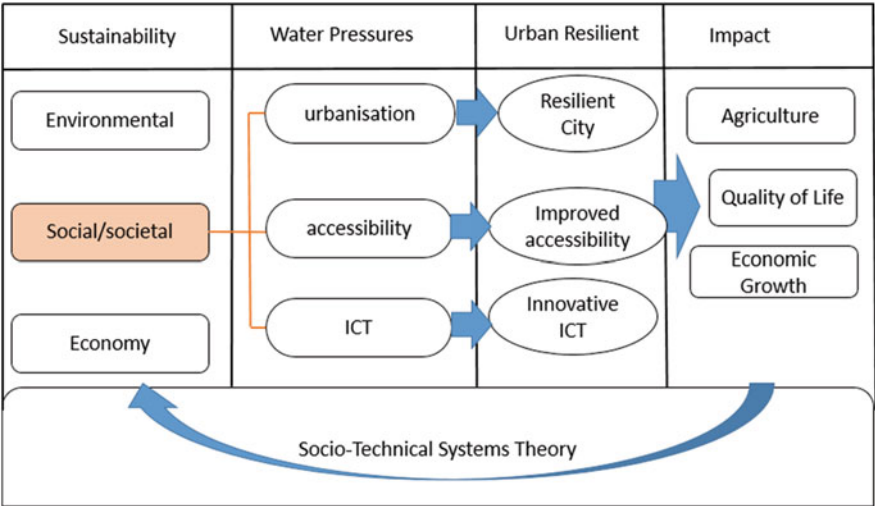 Sustainability
Water Pressures
Urban Resilient
Impact
Environmental
urbanisation
Resilient
City
Agriculture
Social/societal
accessibility
Improved
accessibility
Quality of Life
Economy
ICT
Innovative
ICT
Economic
Growth
Socio-Technical Systems Theory